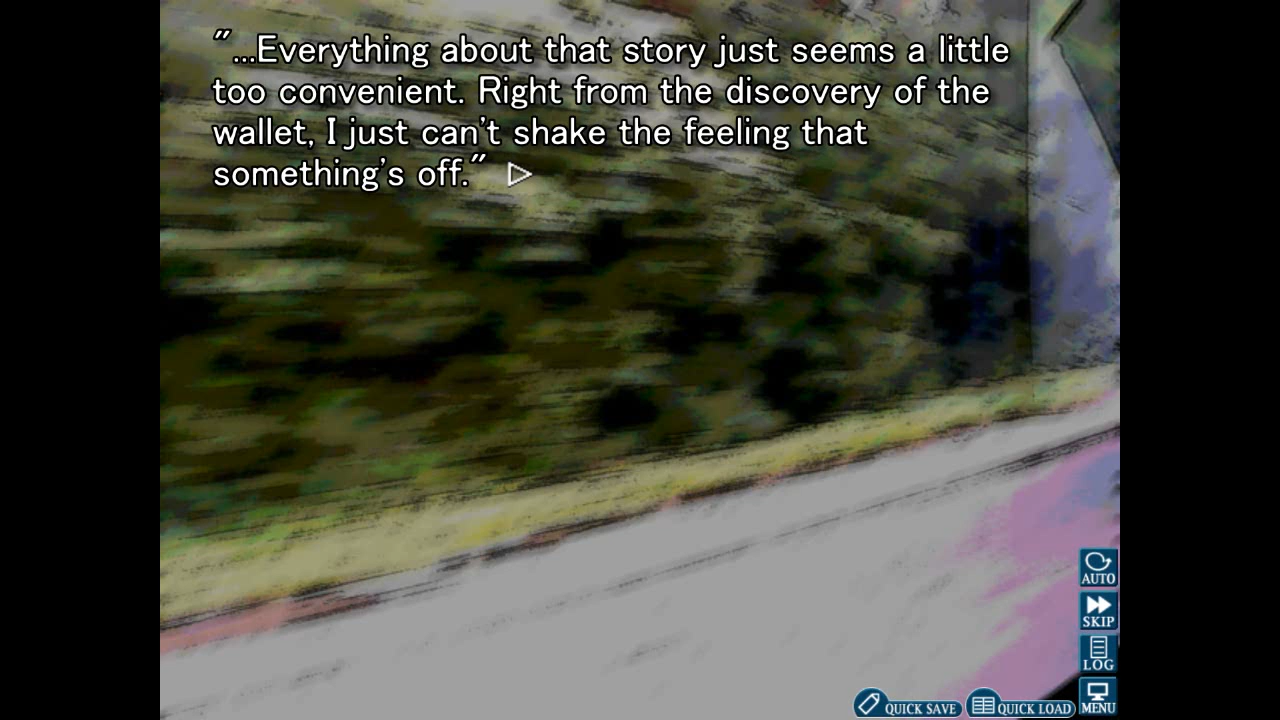 "...Everything about that story just seems a little
too convenient. Right from the discovery of the
wallet, I just can't shake the feeling that
something's off."
AUTO
SKIP
LOG
MENU
QUICK SAVE
QUICK LOAD